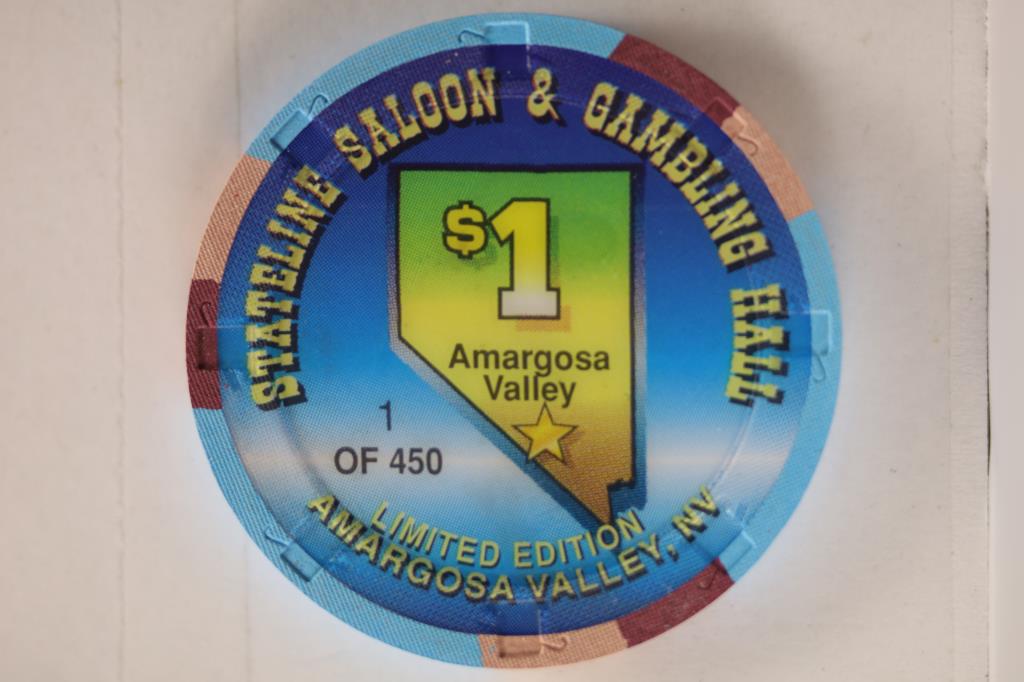 STATELINE SALOON & GAMBLING HALL
$1
Amargosa
Valley
1
OF 450
LIMITED EDITION
AMARGOSA VALLEY, NV